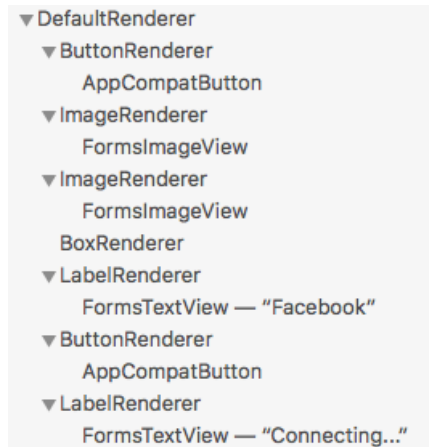 DefaultRenderer
ButtonRenderer
AppCompatButton
ImageRenderer
FormsImageView
ImageRenderer
FormsImageView
BoxRenderer
LabelRenderer
FormsTextView — “Facebook”
ButtonRenderer
AppCompatButton
LabelRenderer
FormsTextView — “Connecting...”